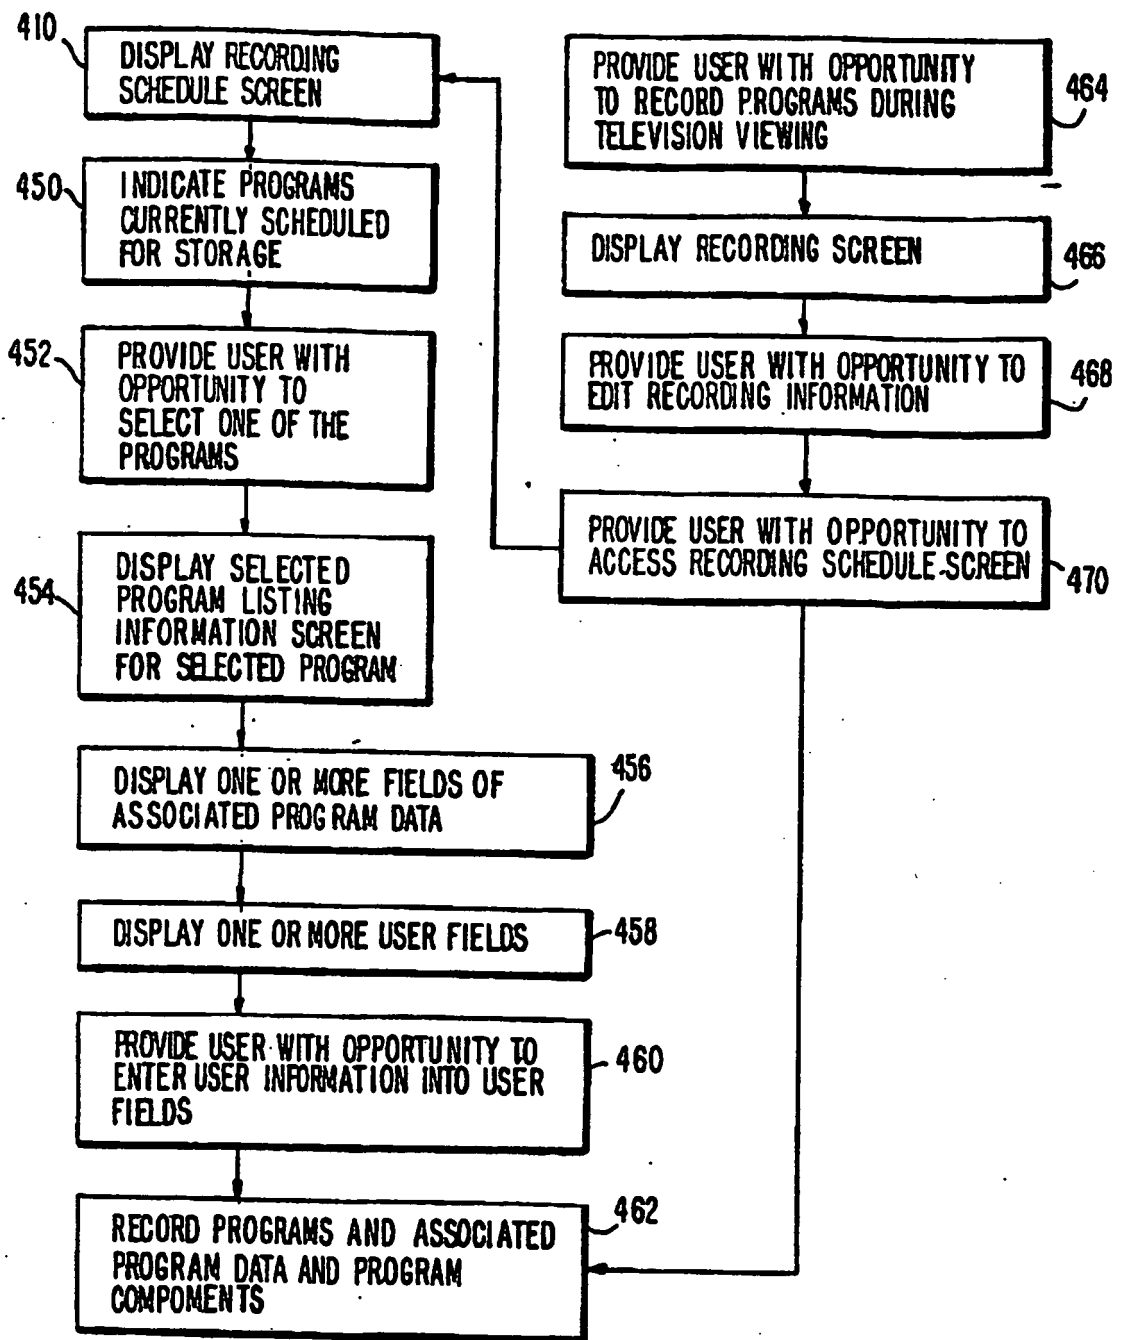 410
DISPLAY RECORDING
SCHEDULE SCREEN
450
INDICATE PROGRAMS
CURRENTLY SCHEDULED
FOR STORAGE
452
PROVIDE USER WITH
OPPORTUNITY TO
SELECT ONE OF THE
PROGRAMS
454
DISPLAY SELECTED
PROGRAM LISTING
INFORMATION SCREEN
FOR SELECTED PROGRAM
456
DISPLAY ONE OR MORE FIELDS OF
ASSOCIATED PROGRAM DATA
458
DISPLAY ONE OR MORE USER FIELDS
460
PROVIDE USER WITH OPPORTUNITY TO
ENTER USER INFORMATION INTO USER
FIELDS
462
RECORD PROGRAMS AND ASSOCIATED
PROGRAM DATA AND PROGRAM
COMPOMENTS
464
PROVIDE USER WITH OPPORTUNITY
TO RECORD PROGRAMS DURING
TELEVISION VIEWING
466
DISPLAY RECORDING SCREEN
468
PROVIDE USER WITH OPPORTUNITY TO
EDIT RECORDING INFORMATION
470
PROVIDE USER WITH OPPORTUNITY TO
ACCESS RECORDING SCHEDULE-SCREEN